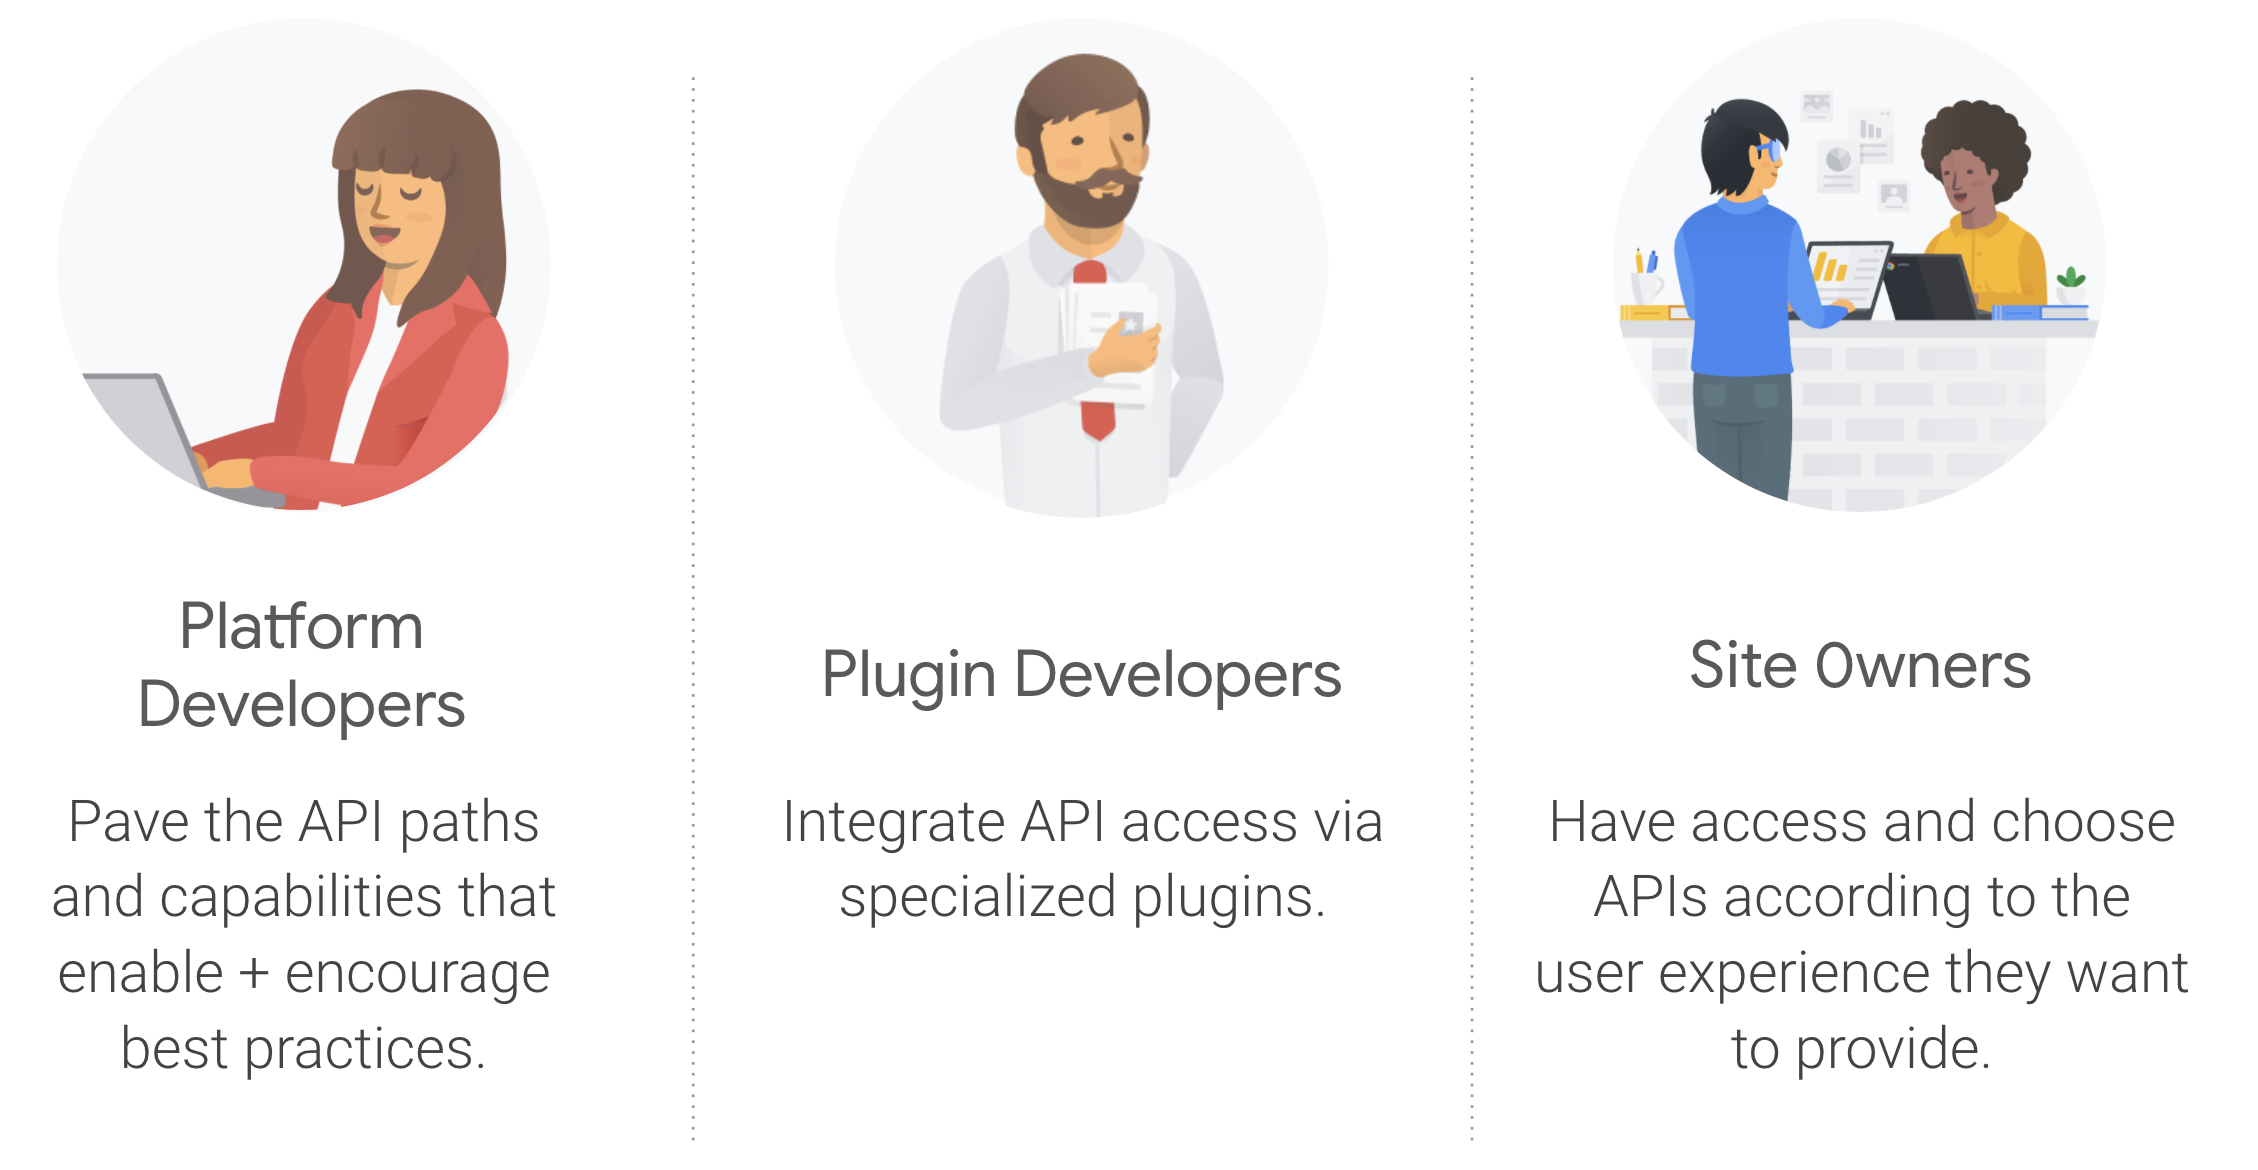 Platform
Developers
Pave the API paths
and capabilities that
enable + encourage
best practices.
Plugin Developers
Integrate API access via
specialized plugins.
Site 0wners
Have access and choose
APIs according to the
user experience they want
to provide.